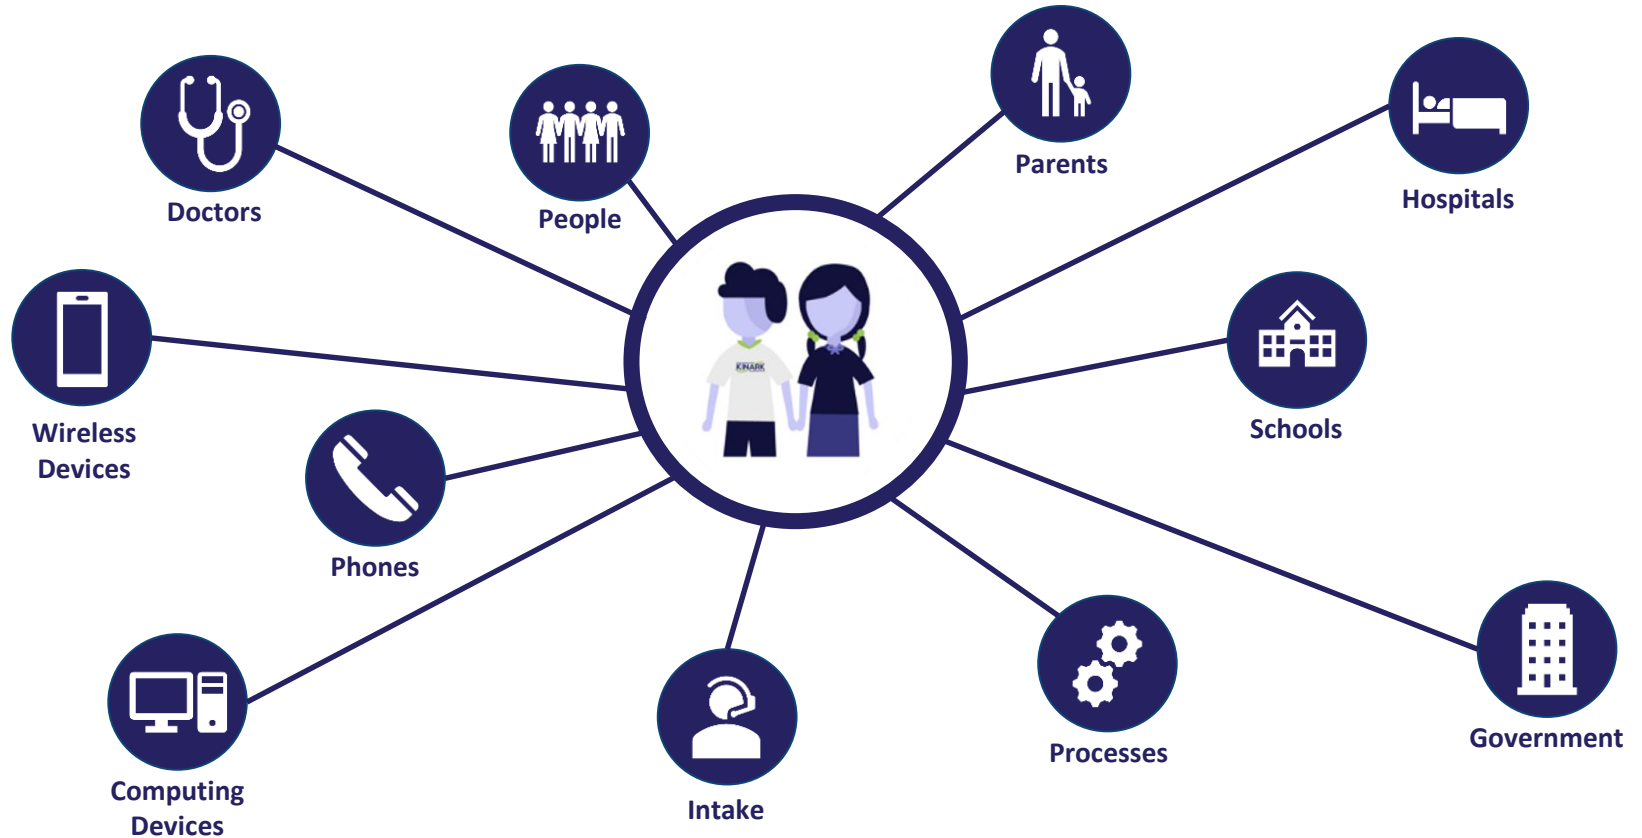 Parents
Hospitals
Doctors
People
KINARK
Schools
Wireless
Devices
Phones
Government
Processes
Computing
Devices
Intake